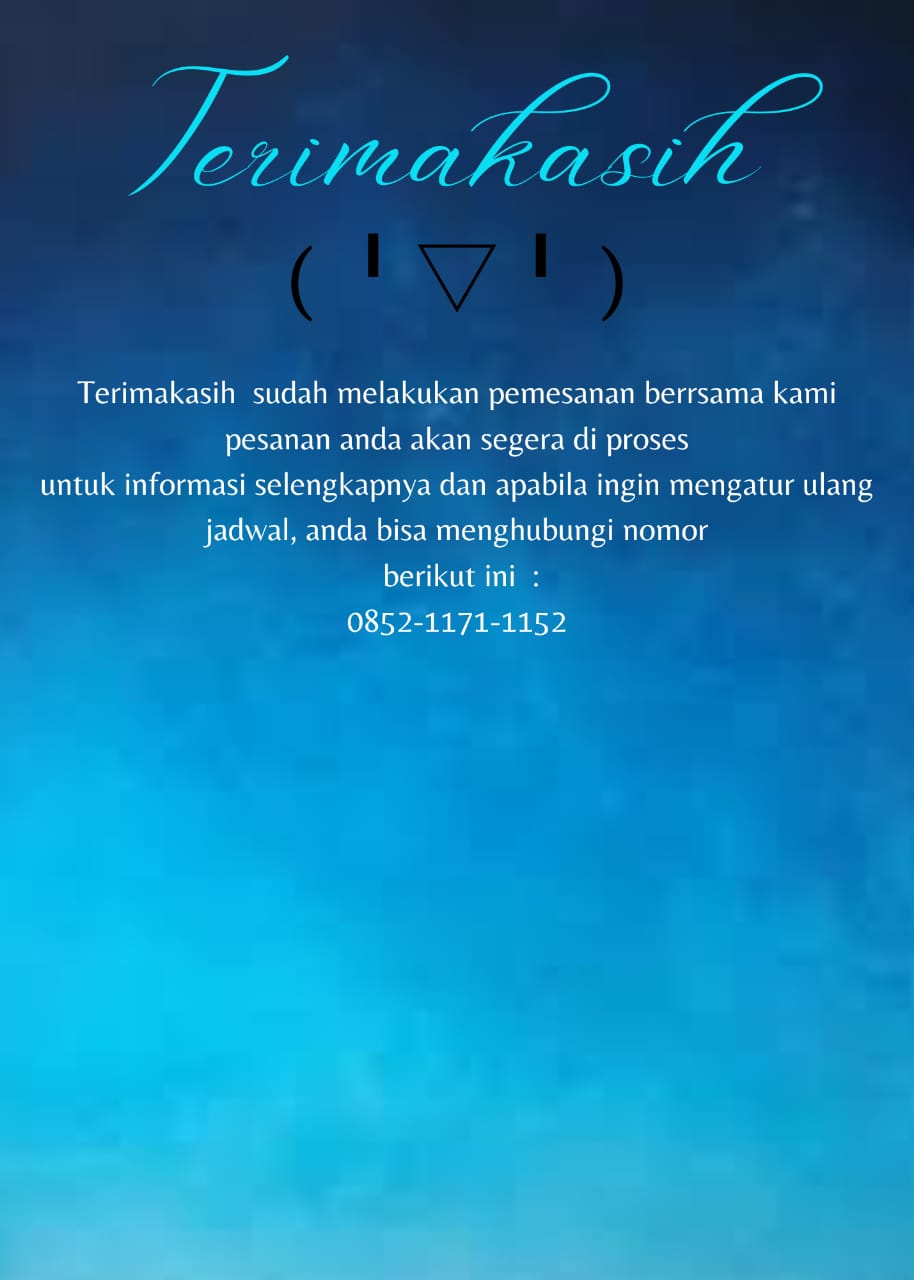 Terimakasih
( ╹▽╹ )
Terimakasih  sudah melakukan pemesanan berrsama kami
pesanan anda akan segera di proses
untuk informasi selengkapnya dan apabila ingin mengatur ulang
jadwal, anda bisa menghubungi nomor
berikut ini  :
0852-1171-1152